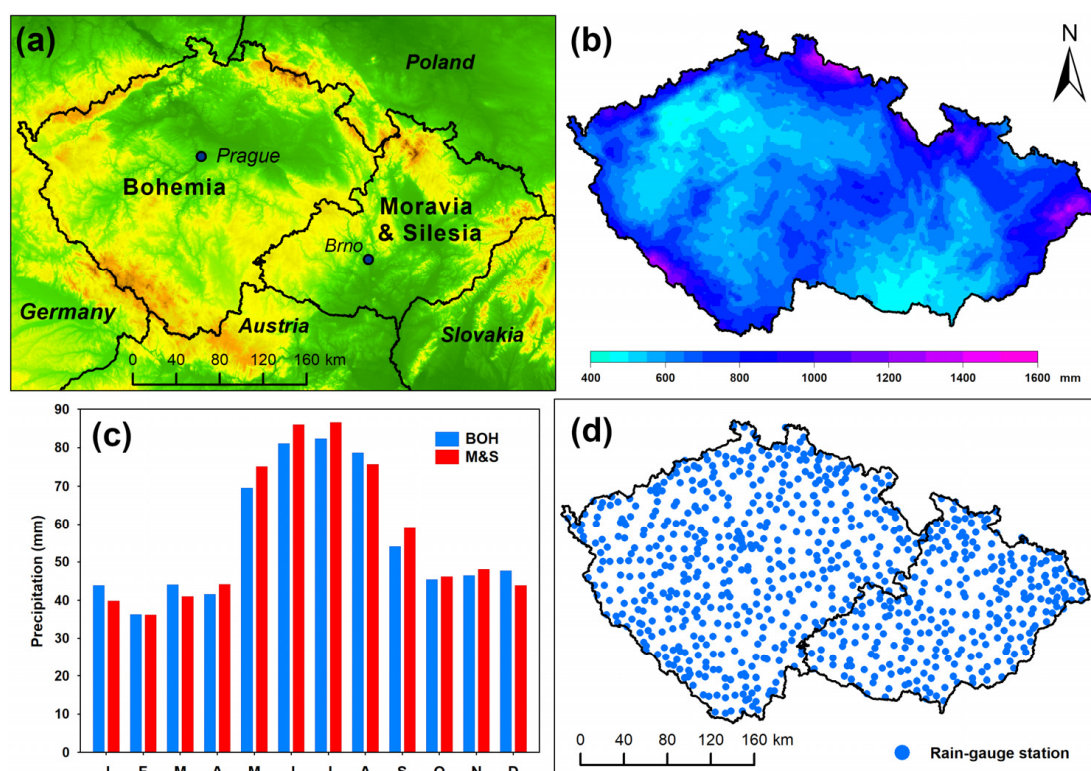 (a)
Poland
Prague
Bohemia
Moravia
& Silesia
Brno
Germany
Austria
Slovakia
0 40 80 120 160 km
(b)
N
400 600 800 1000 1200 1400 1600 mm
(c)
BOH
M&S
Precipitation (mm)
90
80
70
60
50
40
30
20
10
0
(d)
0 40 80 120 160 km
Rain-gauge station